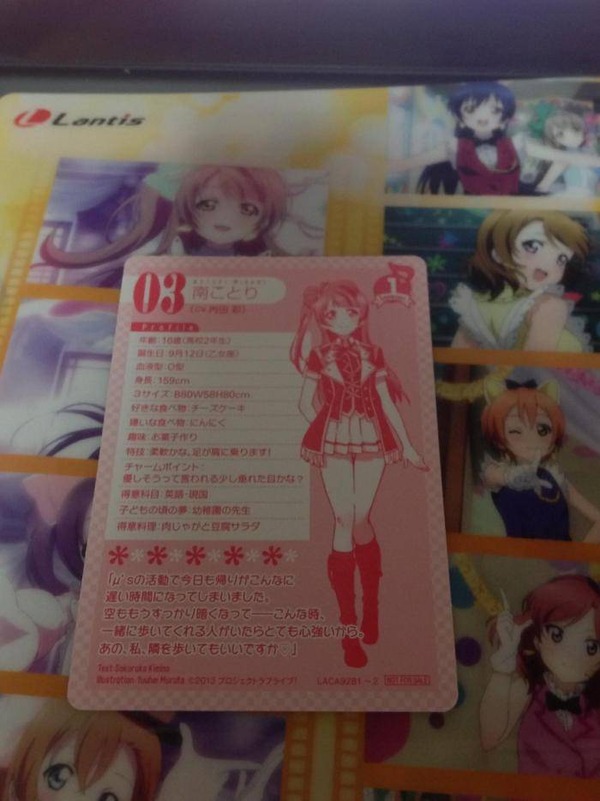 Lantis
03
南ことり
(CV.内田 彩)
1
Profile
年齢:16歳(高校2年生)
誕生日:9月12日(乙女座)
血液型:O型
身長:159cm
3サイズ:B80W58H80cm
好きな食べ物:チーズケーキ
嫌いな食べ物:にんにく
趣味:お菓子作り
特技:柔軟かな。足が肩に乗ります!
チャームポイント:
優しそうって言われる少し垂れた目かな?
得意科目:英語・現国
子どもの頃の夢:幼稚園の先生
得意料理:肉じゃがと豆腐サラダ
「μ'sの活動で今日も帰りがこんなに
遅い時間になってしまいました。
空ももうすっかり暗くなって――こんな時、
一緒に歩いてくれる人がいたらとても心強いから。
あの、私、隣を歩いてもいいですか。」
Text:Sakurako Kimino
Illustration:Yuuhei Murota ©2013 プロジェクトラブライブ!
LACA9281~2 NOT FOR SALE